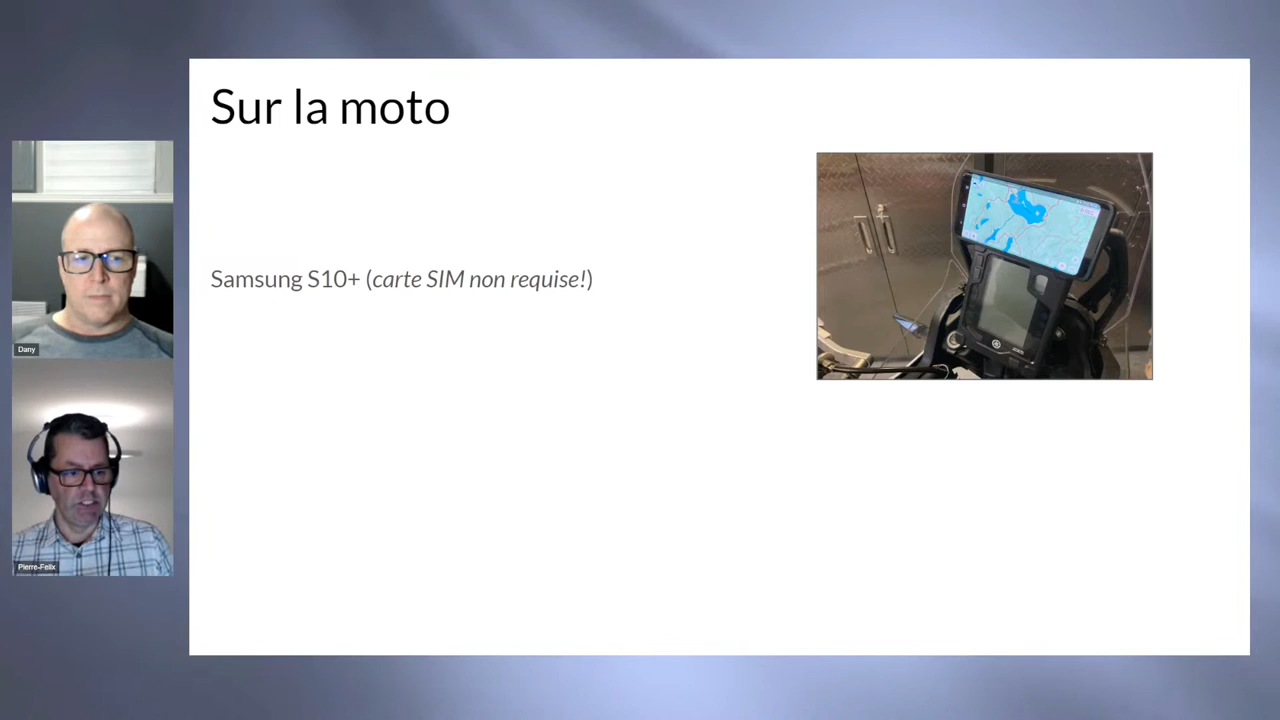 Sur la moto
Samsung S10+ (carte SIM non requise!)
Dany
Pierre-Felix